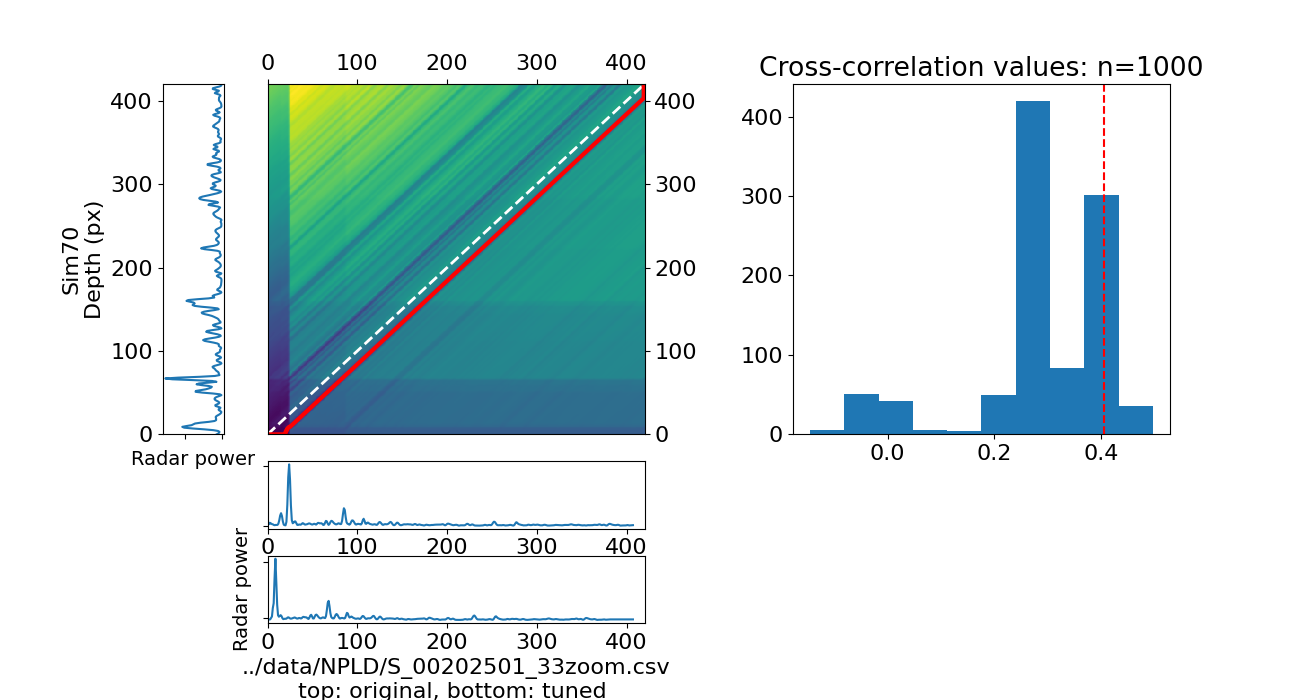 0 100 200 300 400
Cross-correlation values: n=1000
400
300
200
100
0
Sim70
Depth (px)
Radar power
400
300
200
100
0
400
300
200
100
0
0.0 0.2 0.4
0 100 200 300 400
Radar power
0 100 200 300 400
../data/NPLD/S_00202501_33zoom.csv
top: original, bottom: tuned